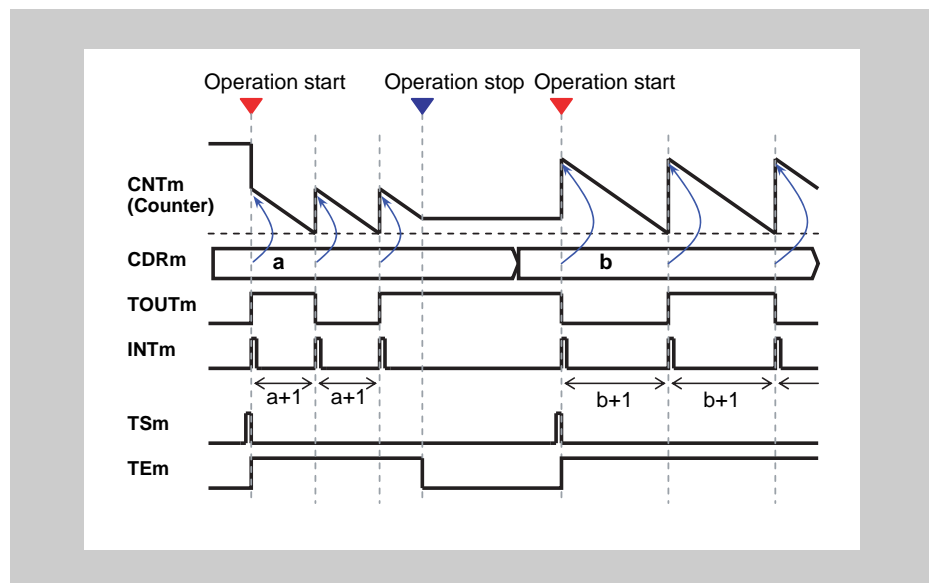 Operation start Operation stop Operation start
CNTm
(Counter)
CDRm a b
TOUTm
INTm
a+1 a+1 b+1 b+1
TSm
TEm